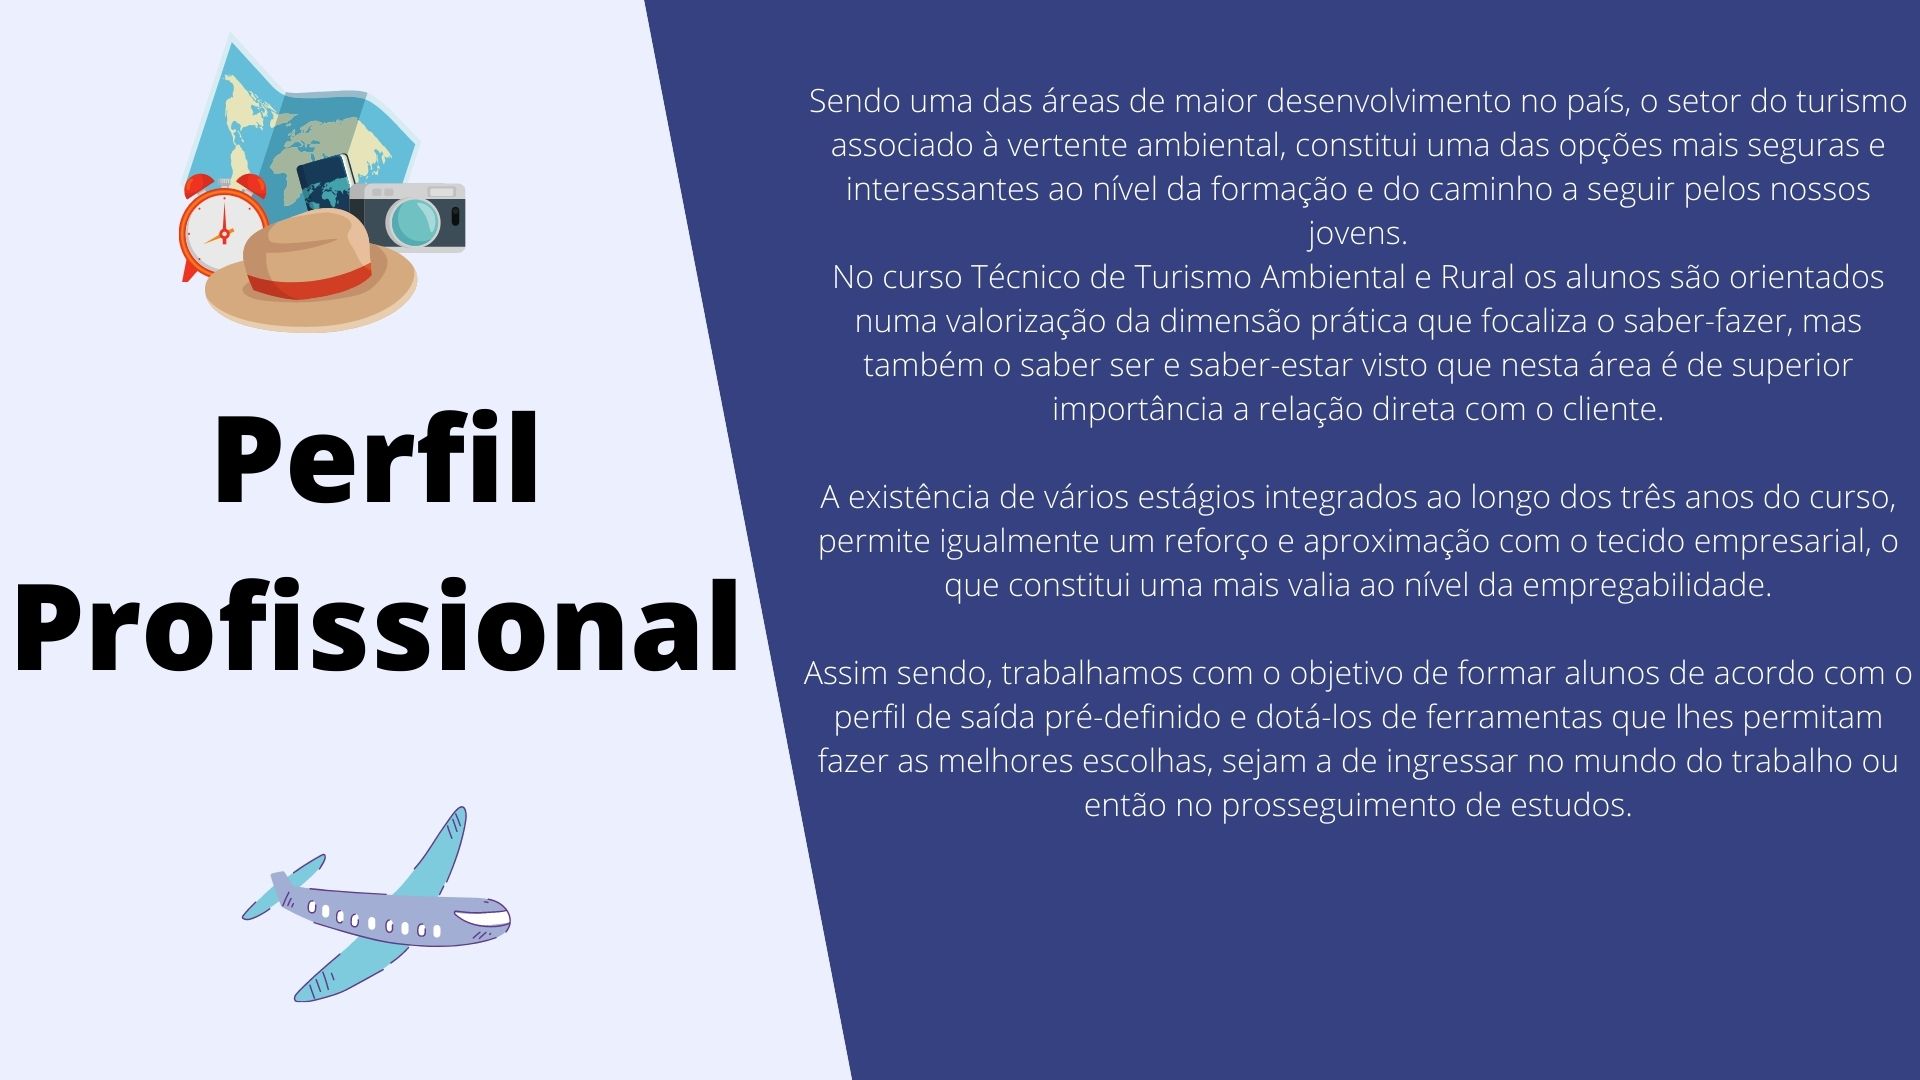 Perfil
Profissional
Sendo uma das áreas de maior desenvolvimento no país, o setor do turismo
associado à vertente ambiental, constitui uma das opções mais seguras e
interessantes ao nível da formação e do caminho a seguir pelos nossos
jovens.
No curso Técnico de Turismo Ambiental e Rural os alunos são orientados
numa valorização da dimensão prática que focaliza o saber-fazer, mas
também o saber ser e saber-estar visto que nesta área é de superior
importância a relação direta com o cliente.
A existência de vários estágios integrados ao longo dos três anos do curso,
permite igualmente um reforço e aproximação com o tecido empresarial, o
que constitui uma mais valia ao nível da empregabilidade.
Assim sendo, trabalhamos com o objetivo de formar alunos de acordo com o
perfil de saída pré-definido e dotá-los de ferramentas que lhes permitam
fazer as melhores escolhas, sejam a de ingressar no mundo do trabalho ou
então no prosseguimento de estudos.